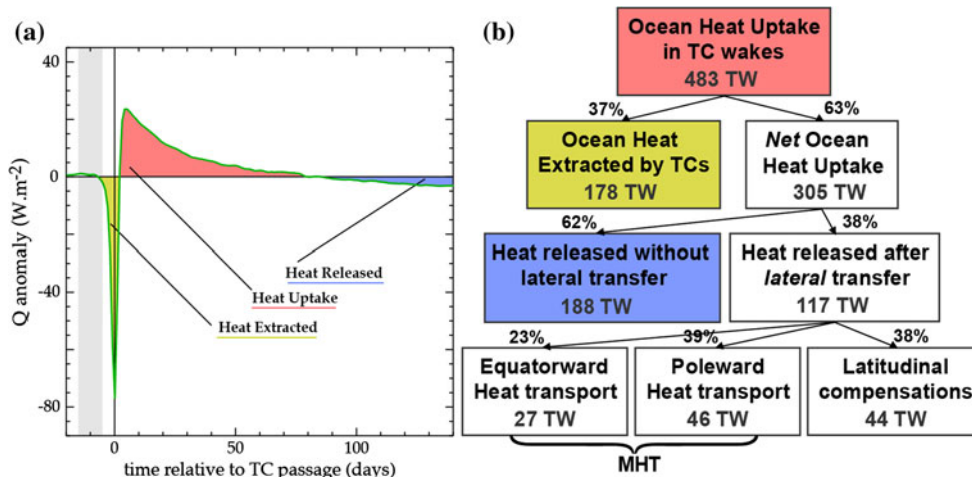 (a)
Q anomaly (W.m-2)
40
0
-40
-80
Heat Released
Heat Uptake
Heat Extracted
0
50
100
time relative to TC passage (days)
(b)
Ocean Heat Uptake
in TC wakes
483 TW
37%
63%
Ocean Heat
Extracted by TCs
178 TW
Net Ocean
Heat Uptake
305 TW
62%
38%
Heat released without
lateral transfer
188 TW
Heat released after
lateral transfer
117 TW
23%
39%
38%
Equatorward
Heat transport
27 TW
Poleward
Heat transport
46 TW
Latitudinal
compensations
44 TW
MHT